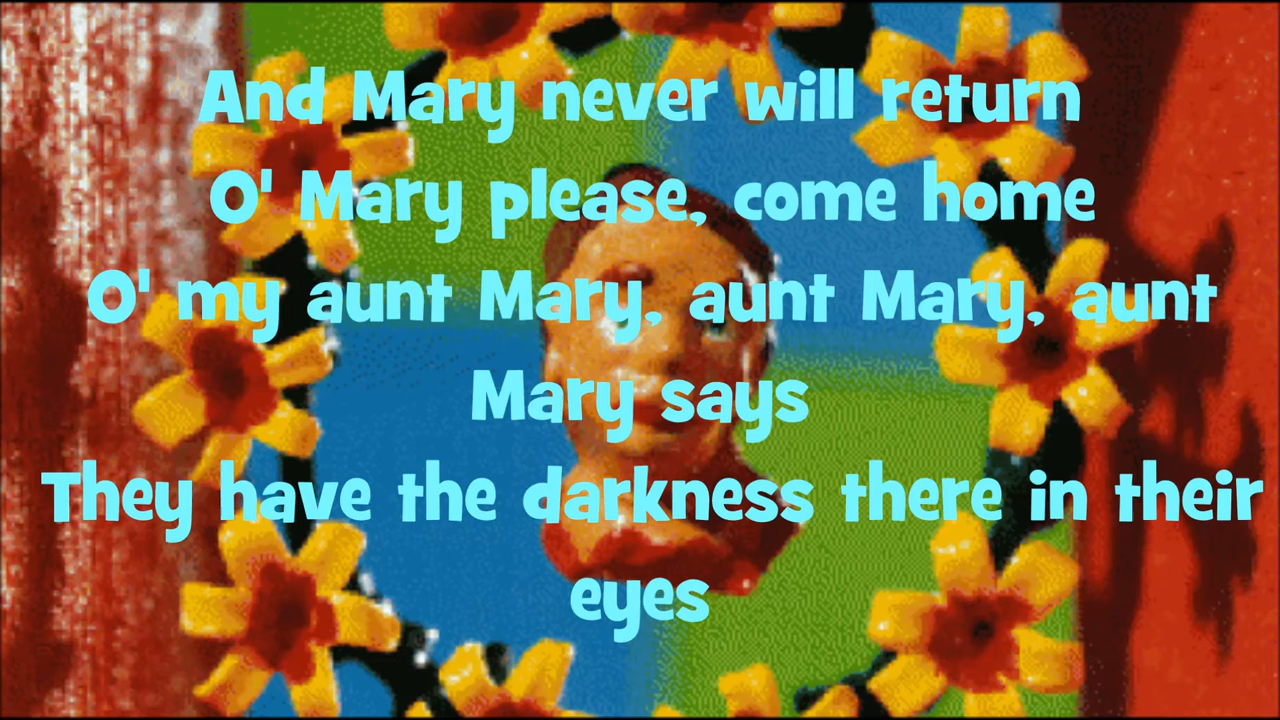 And Mary never will return
O' Mary please, come home
O' my aunt Mary, aunt Mary, aunt
Mary says
They have the darkness there in their
eyes